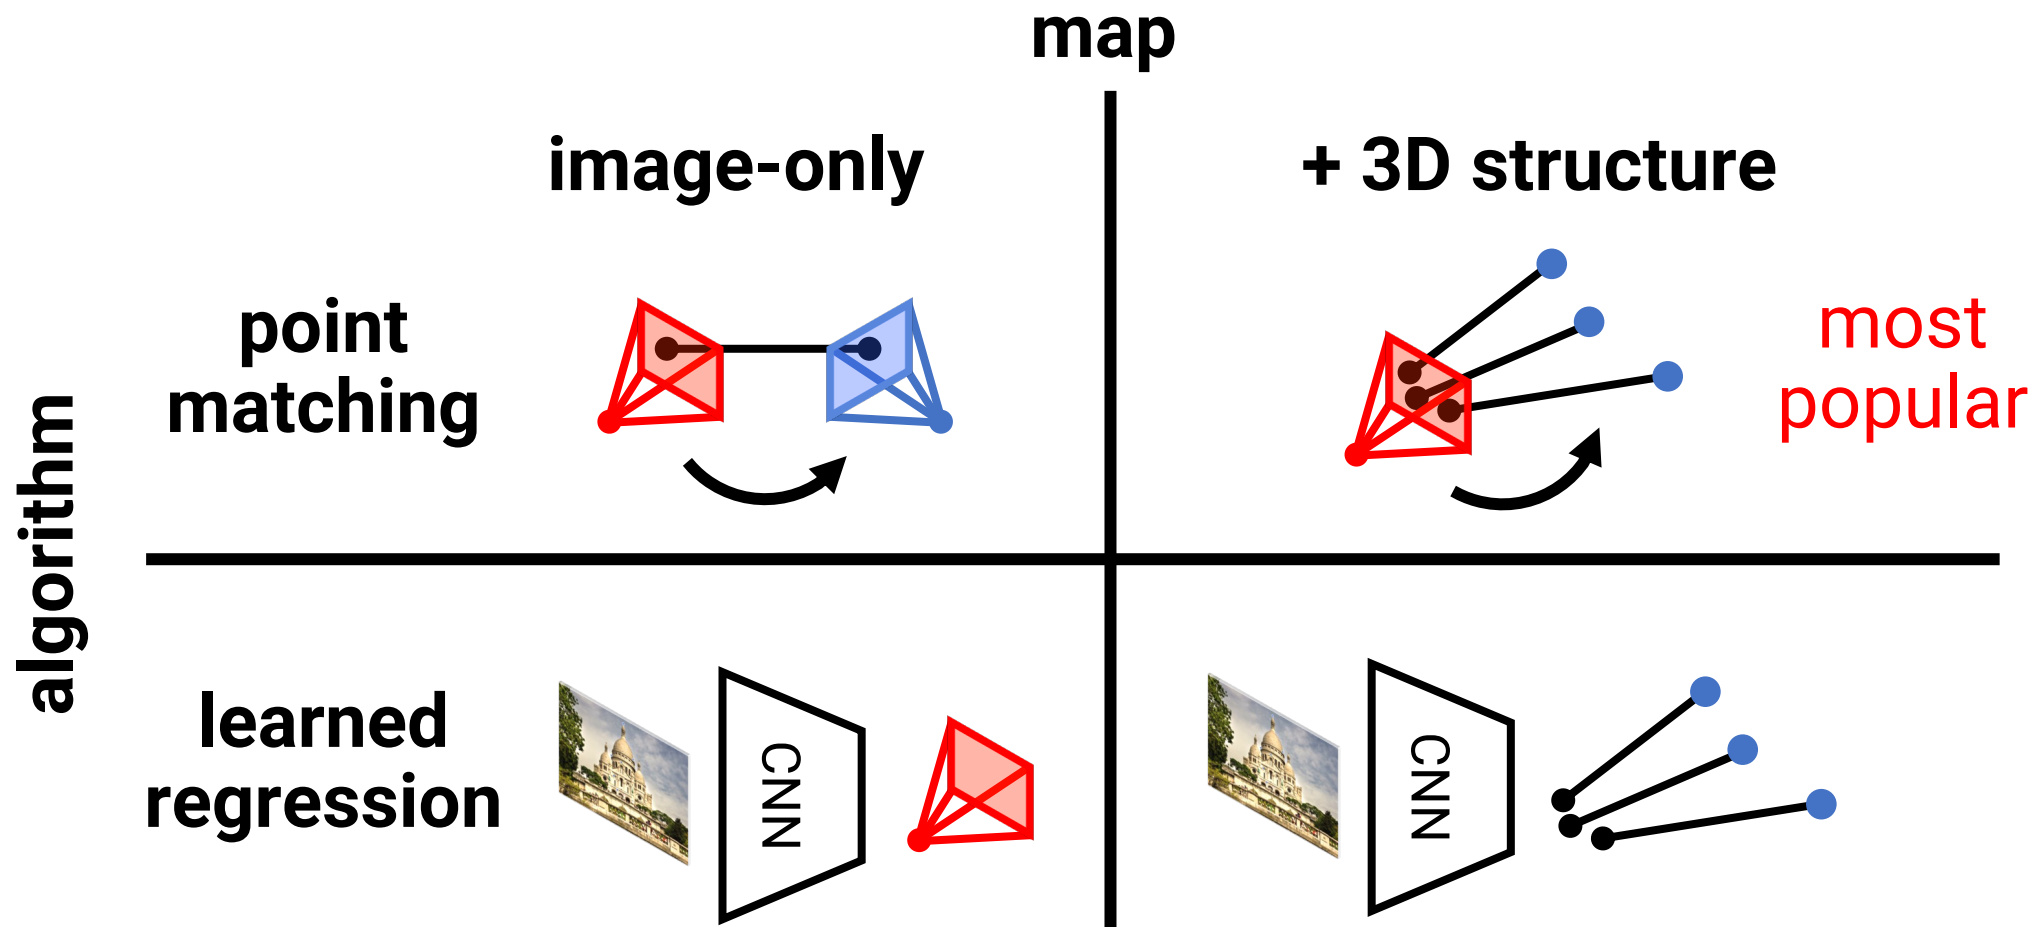 map
image-only
+ 3D structure
point
matching
most
popular
algorithm
learned
regression
CNN
CNN